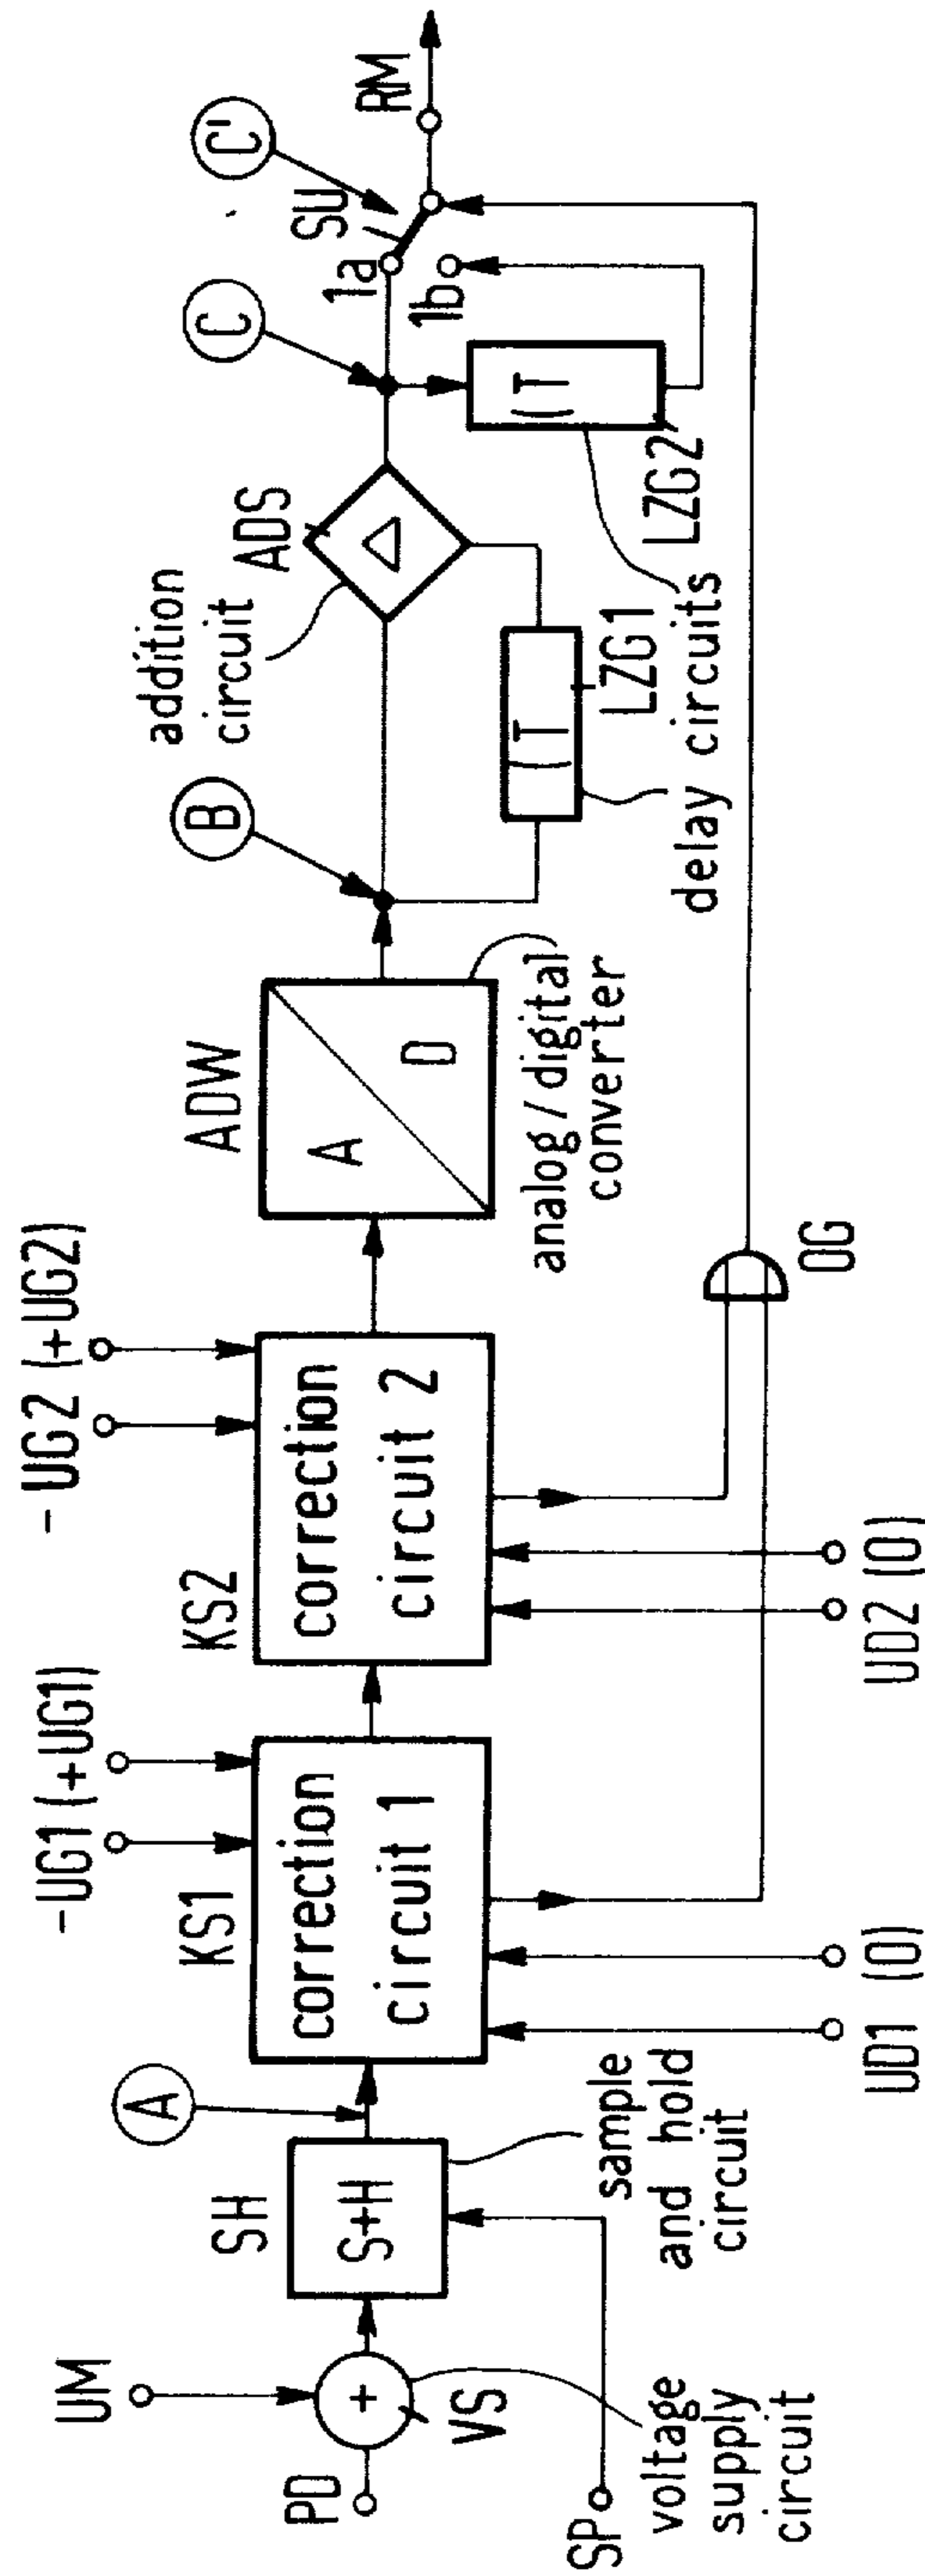 PD
UM
+
VS
voltage
supply
circuit
SP
SH
S+H
sample
and hold
circuit
A
-UG1 (+UG1)
KS1
correction
circuit 1
UD1 (0)
- UG2 (+UG2)
KS2
correction
circuit 2
UD2 (0)
OG
ADW
A
D
analog / digital
converter
B
addition
circuit
ADS
Δ
(T
LZG1
delay circuits
(T
LZG2
C
1a
1b
SU
C'
RM